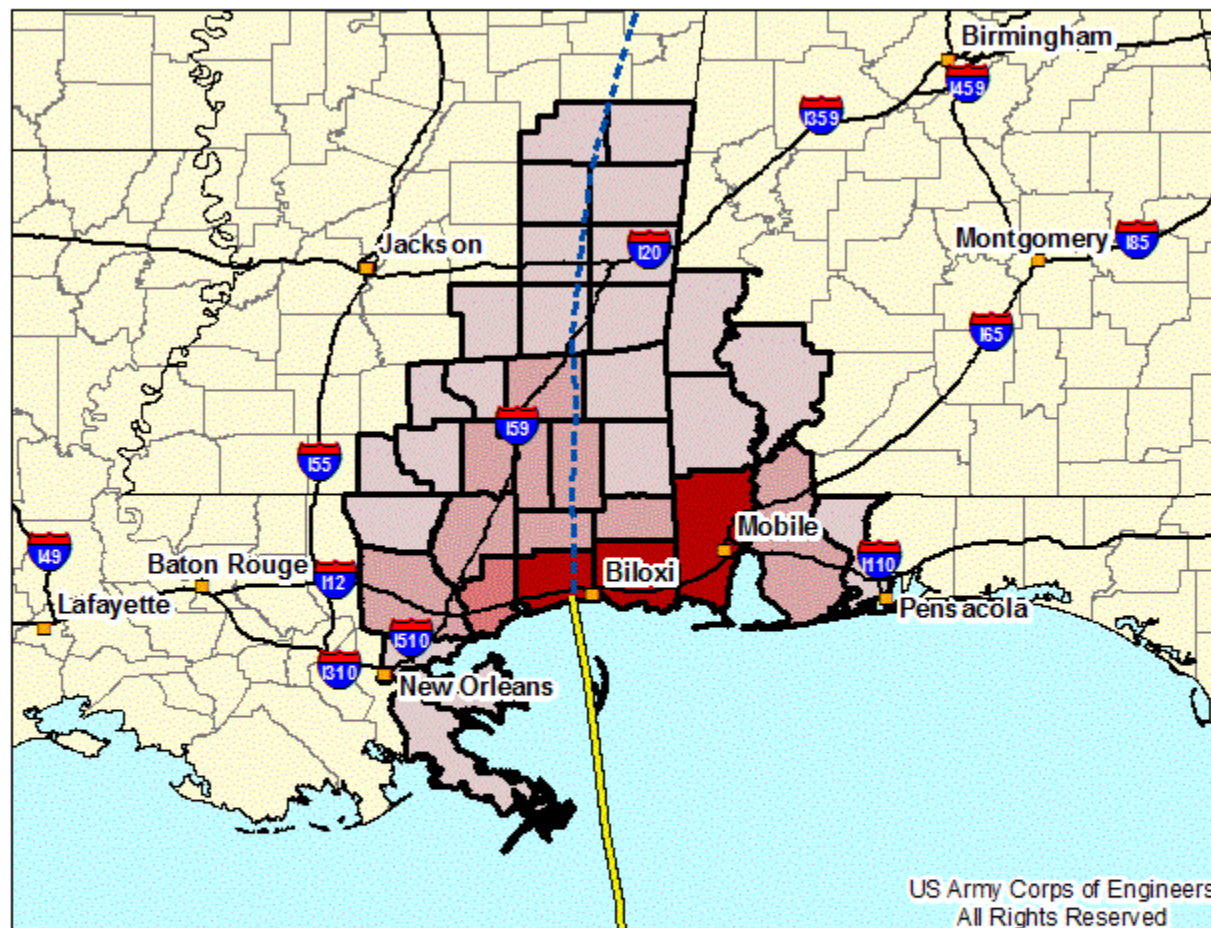 Birmingham
I459
I359
Jackson
I20
Montgomery
I85
I65
I59
I55
Mobile
I49
Baton Rouge
I12
Biloxi
I110
Lafayette
Pensacola
I510
I310
New Orleans
US Army Corps of Engineers
All Rights Reserved